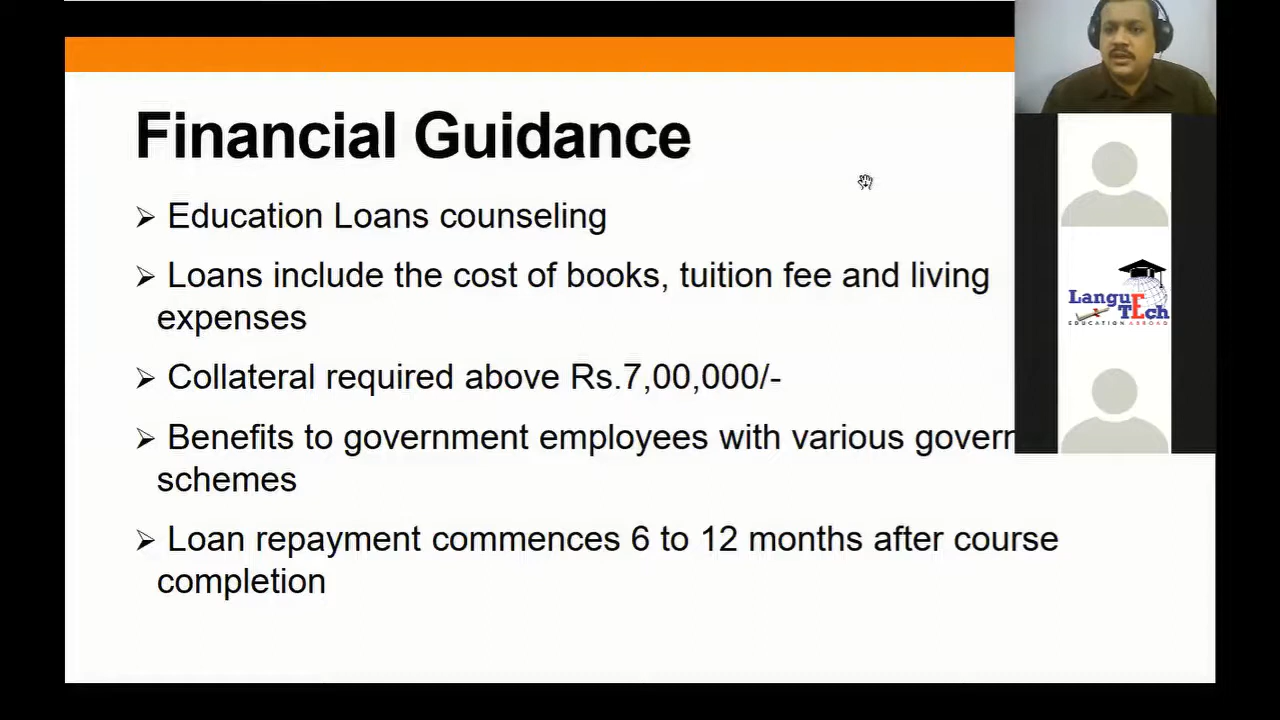 Financial Guidance
➢ Education Loans counseling
➢ Loans include the cost of books, tuition fee and living
expenses
➢ Collateral required above Rs.7,00,000/-
➢ Benefits to government employees with various
schemes
➢ Loan repayment commences 6 to 12 months after course
completion
Langu
TEch
EDUCATION ABROAD